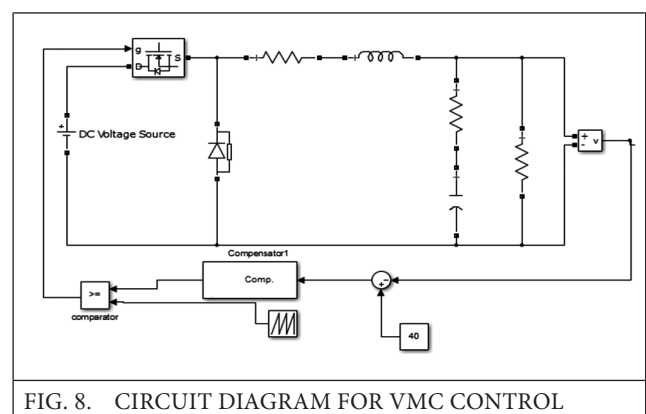 g
D
S
DC Voltage Source
+
-
v
Compensator1
Comp.
>=
comparator
40
FIG. 8. CIRCUIT DIAGRAM FOR VMC CONTROL